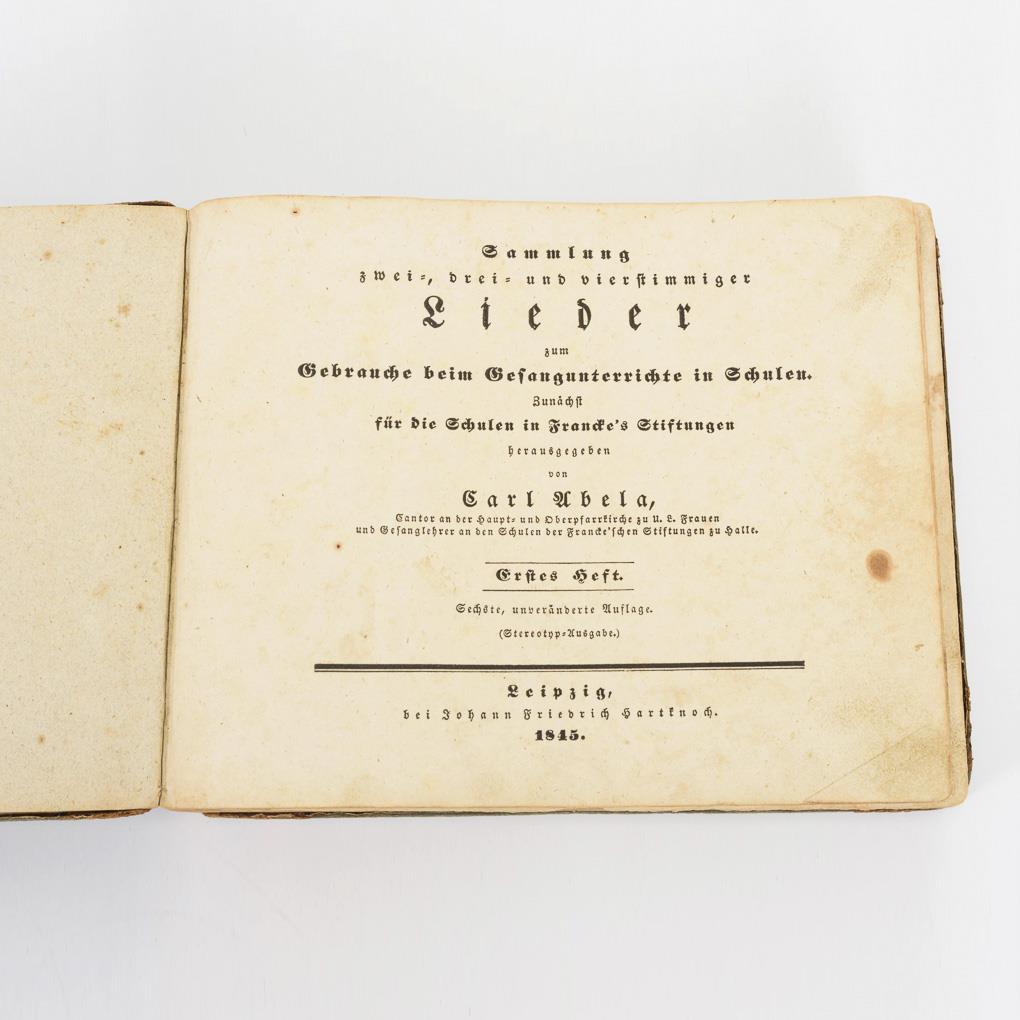 Sammlung
zwei-, drei- und vierstimmiger
Lieder
zum
Gebrauche beim Gesangunterrichte in Schulen.
Zunächst
für die Schulen in Francke's Stiftungen
herausgegeben
von
Carl Abela,
Cantor an der Haupt- und Oberpfarrkirche zu U. L. Frauen
und Gesanglehrer an den Schulen der Francke'schen Stiftungen zu Halle.
Erstes Heft.
Sechste, unveränderte Auflage.
(Stereotyp-Ausgabe.)
Leipzig,
bei Johann Friedrich Hartknoch.
1845.